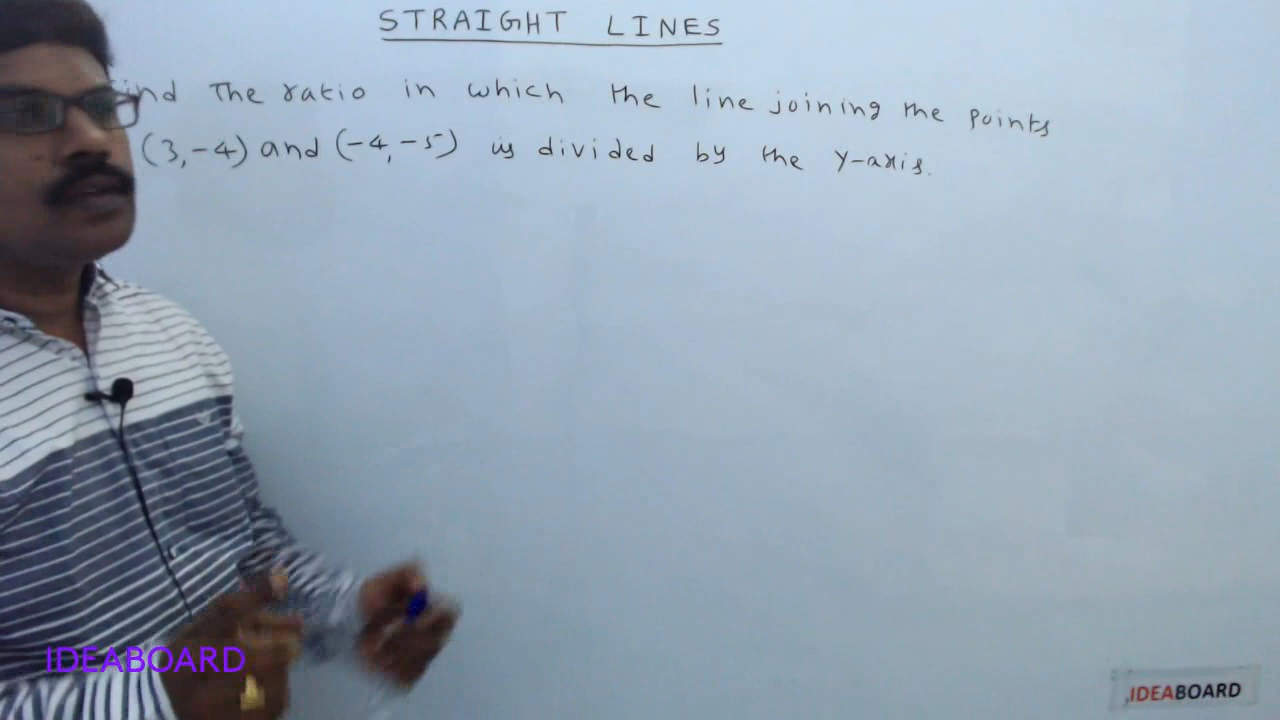 STRAIGHT LINES
ind The ratio in which the line joining the points
(3,-4) and (-4,-5) is divided by the Y-axis.
IDEABOARD
IDEABOARD